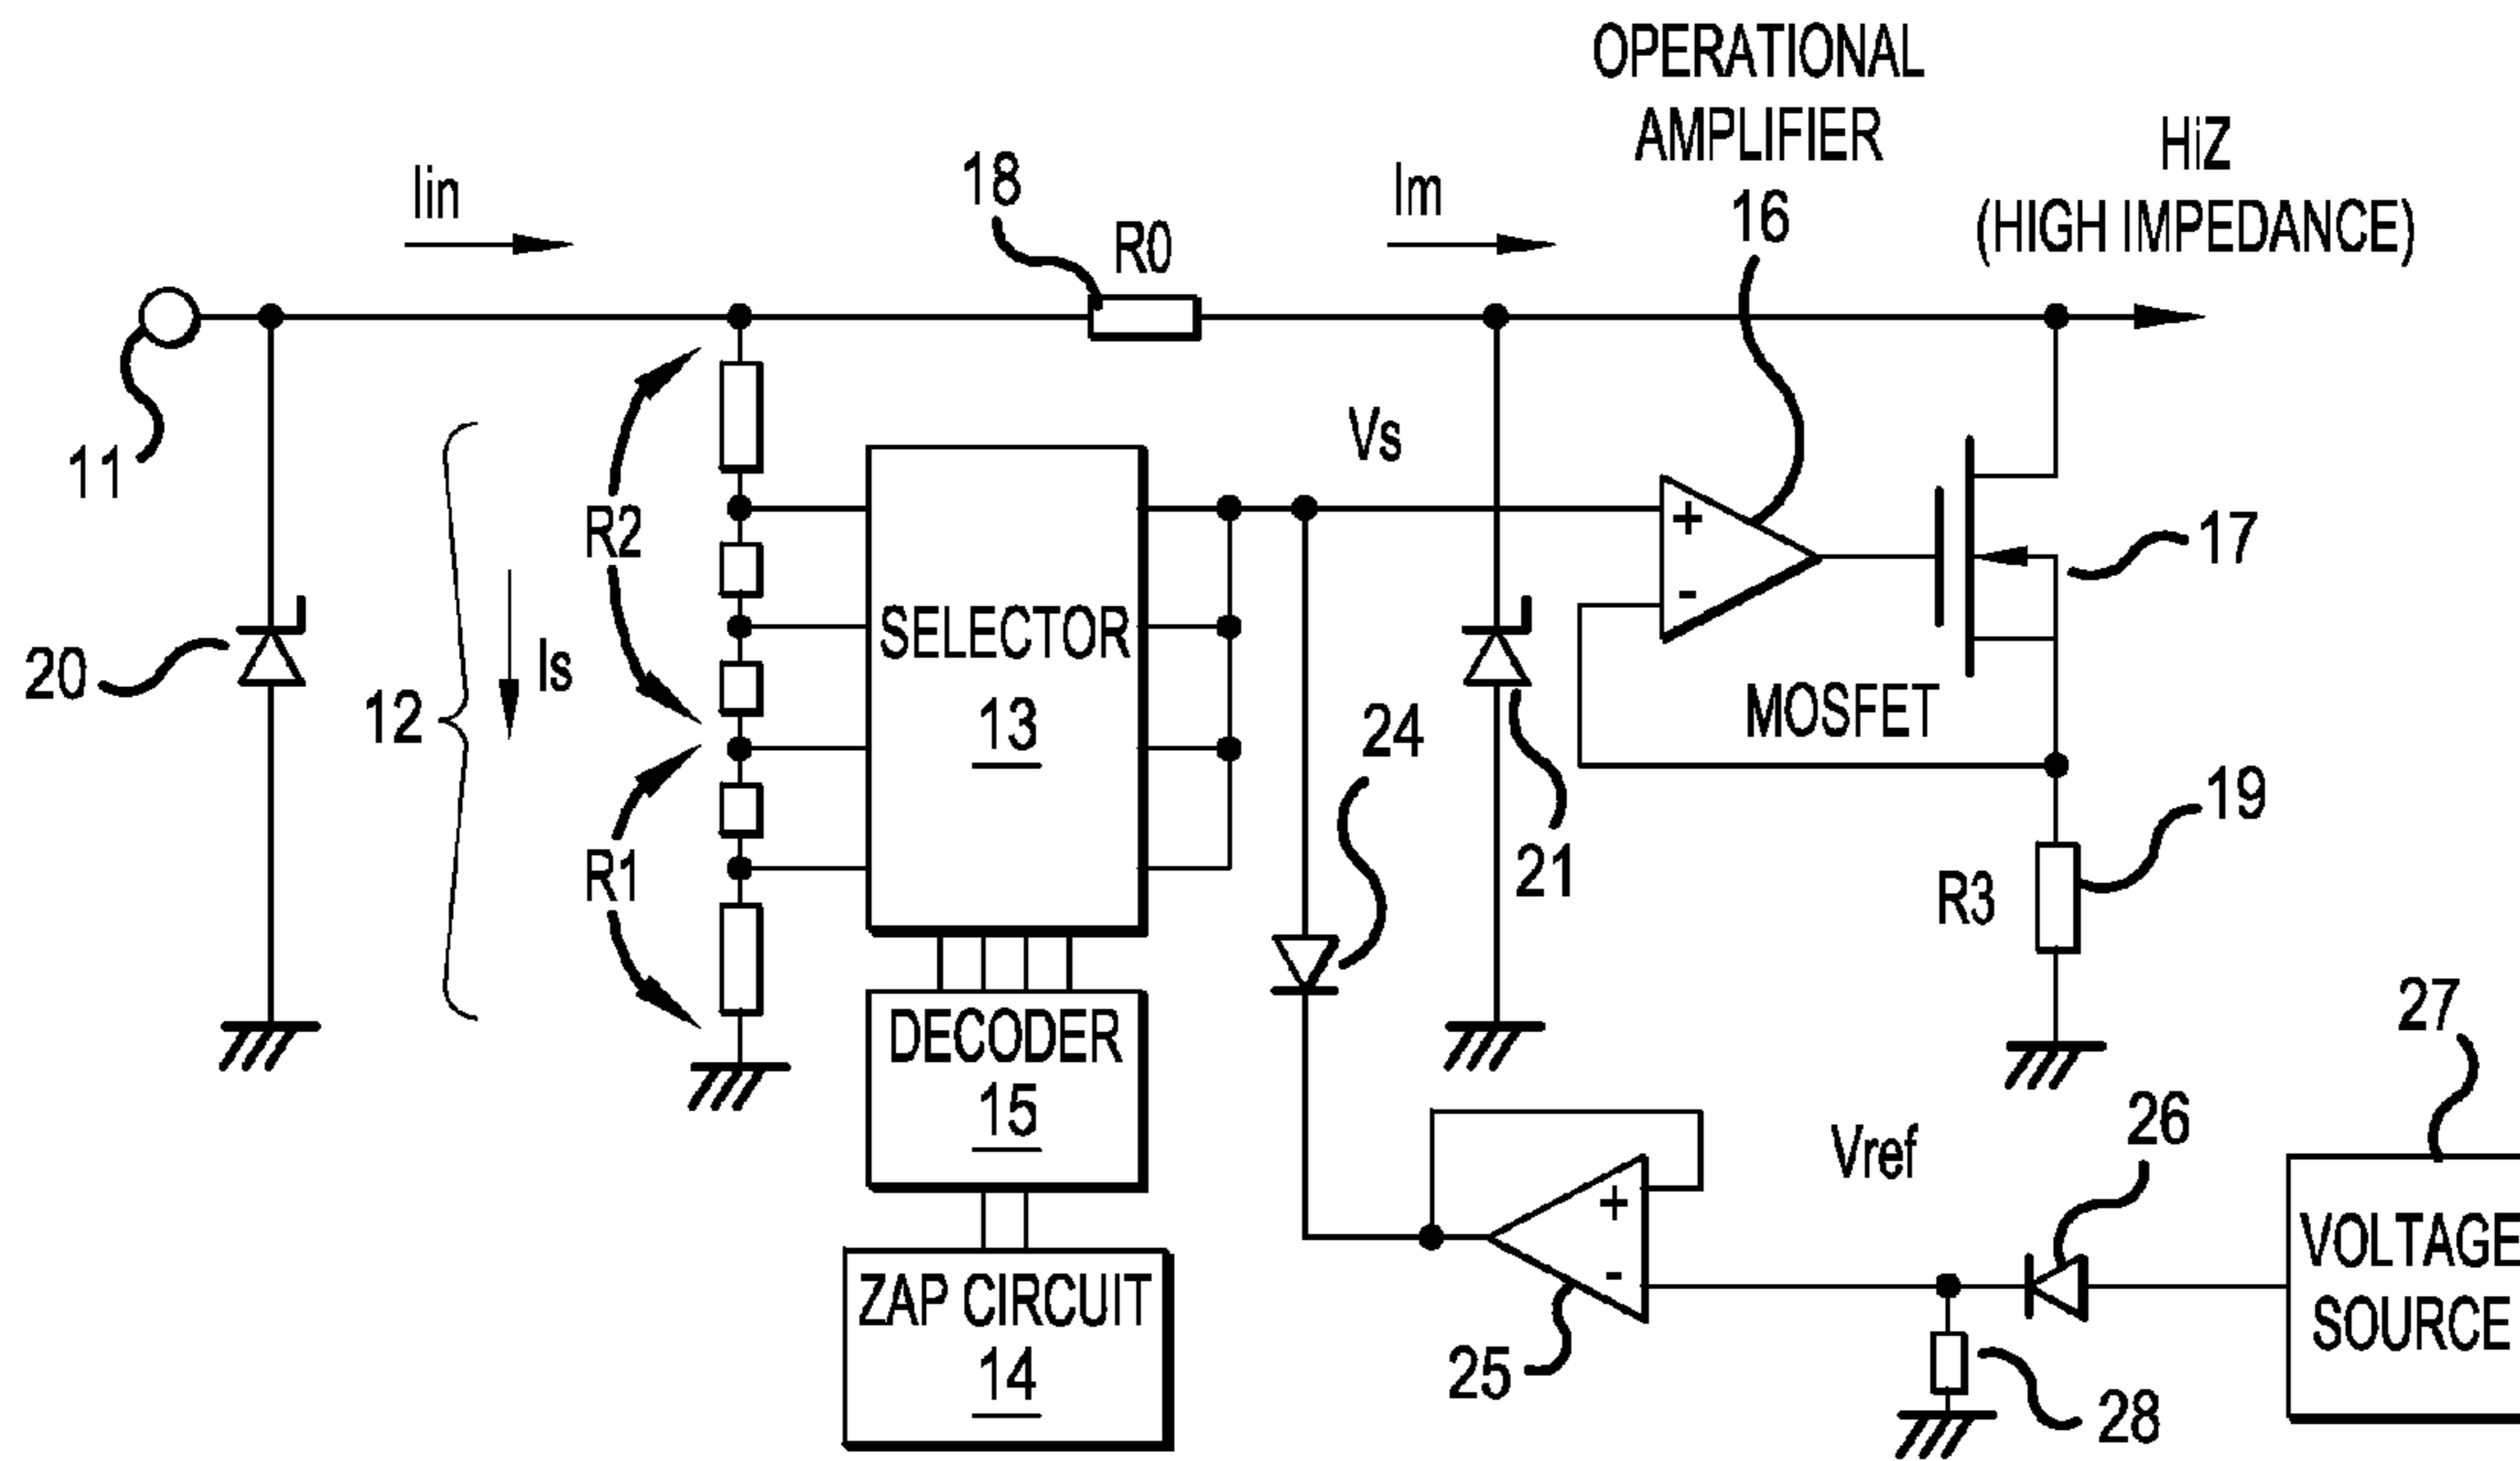 OPERATIONAL
AMPLIFIER
16
HiZ
(HIGH IMPEDANCE)
Iin
18
R0
Im
11
Vs
R2
17
20
12
Is
SELECTOR
13
24
MOSFET
21
19
R1
R3
DECODER
15
27
Vref
26
ZAP CIRCUIT
14
25
28
VOLTAGE
SOURCE
+
-
+
-